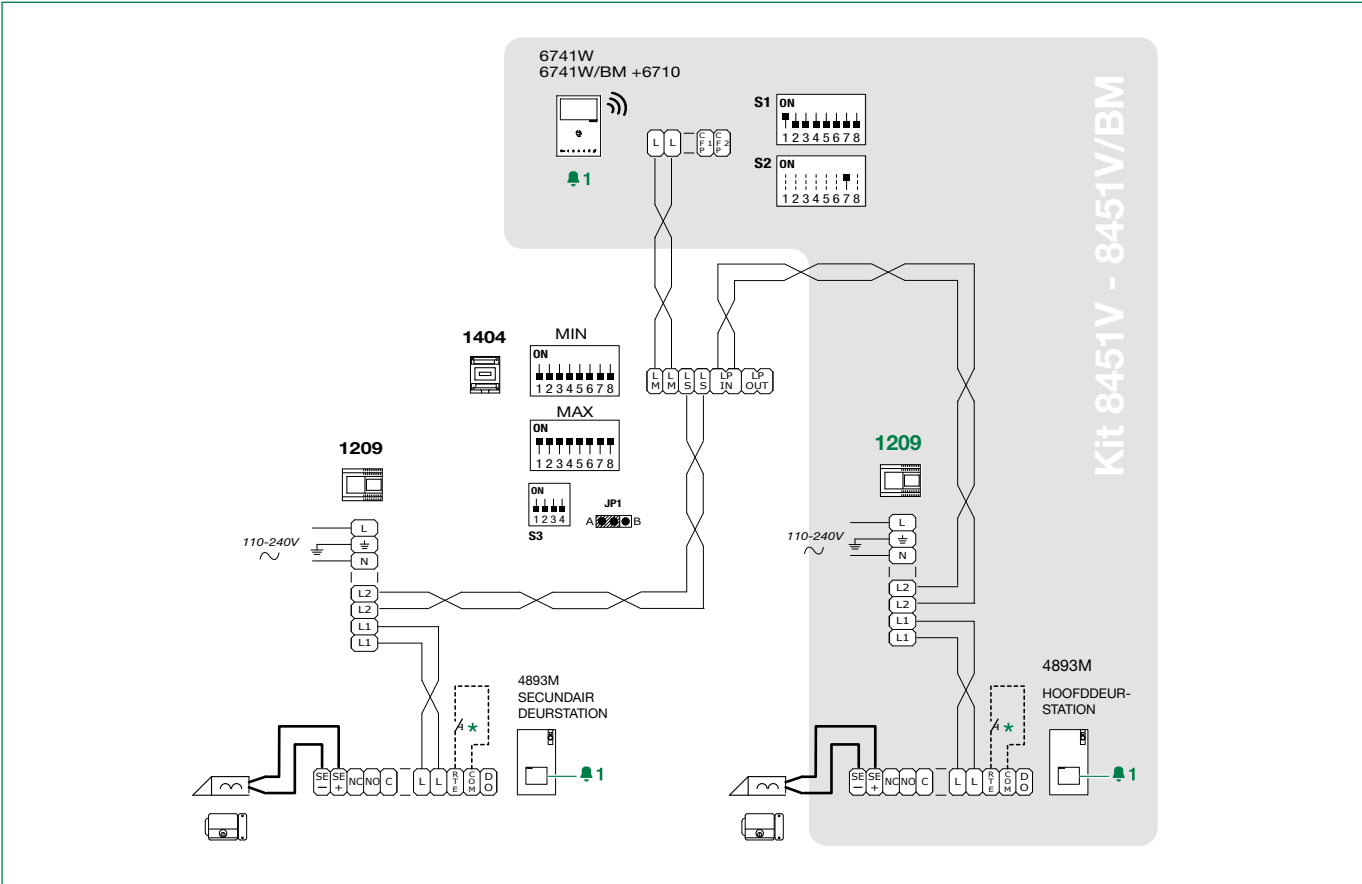 6741W
6741W/BM +6710
1
S1
ON
1 2 3 4 5 6 7 8
S2
ON
1 2 3 4 5 6 7 8
L L CFP1 CFP2
Kit 8451V - 8451V/BM
1404
MIN
ON
1 2 3 4 5 6 7 8
MAX
ON
1 2 3 4 5 6 7 8
ON
1 2 3 4
S3
JP1
A B
LM LM LS LS LP IN LP OUT
1209
110-240V
L
N
L2
L2
L1
L1
4893M
SECUNDAIR
DEURSTATION
1
*
SE - SE + NC NO C L L RTE COM DO
1209
110-240V
L
N
L2
L2
L1
L1
4893M
HOOFDDEUR-
STATION
1
*
SE - SE + NC NO C L L RTE COM DO